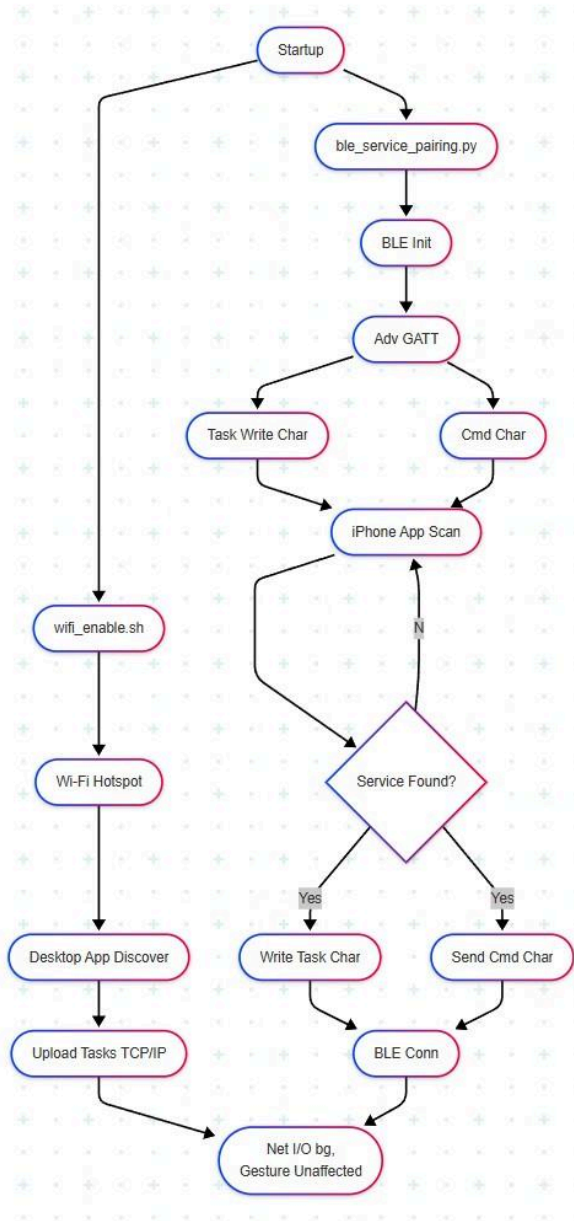 Startup
ble_service_pairing.py
BLE Init
Adv GATT
Task Write Char
Cmd Char
iPhone App Scan
N
wifi_enable.sh
Wi-Fi Hotspot
Service Found?
Yes
Yes
Desktop App Discover
Write Task Char
Send Cmd Char
Upload Tasks TCP/IP
BLE Conn
Net I/O bg,
Gesture Unaffected